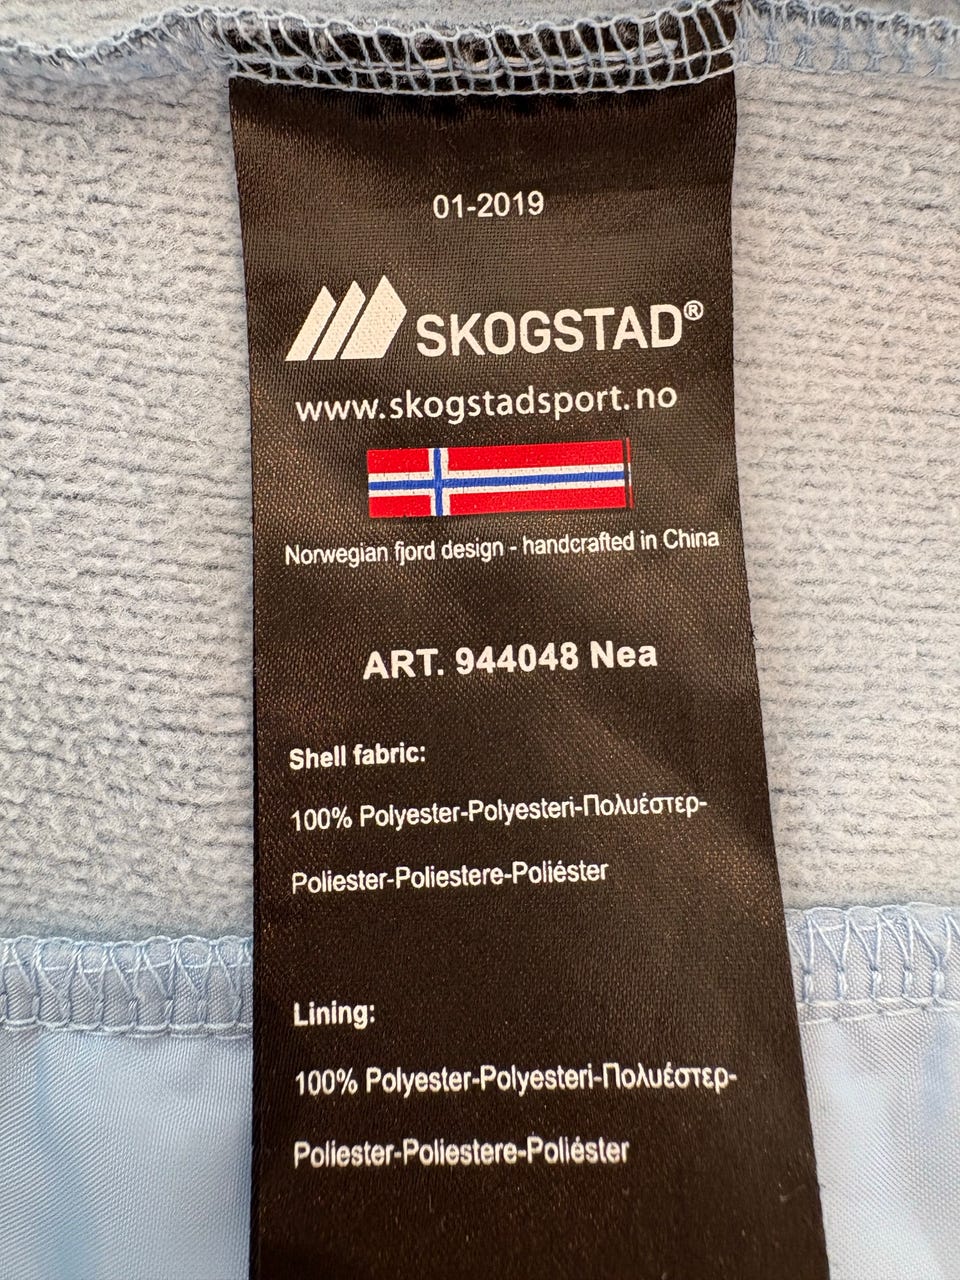 01-2019
SKOGSTAD®
www.skogstadsport.no
Norwegian fjord design - handcrafted in China
ART. 944048 Nea
Shell fabric:
100% Polyester-Polyesteri-Πολυέστερ-
Poliester-Poliestere-Poliéster
Lining:
100% Polyester-Polyesteri-Πολυέστερ-
Poliester-Poliestere-Poliéster